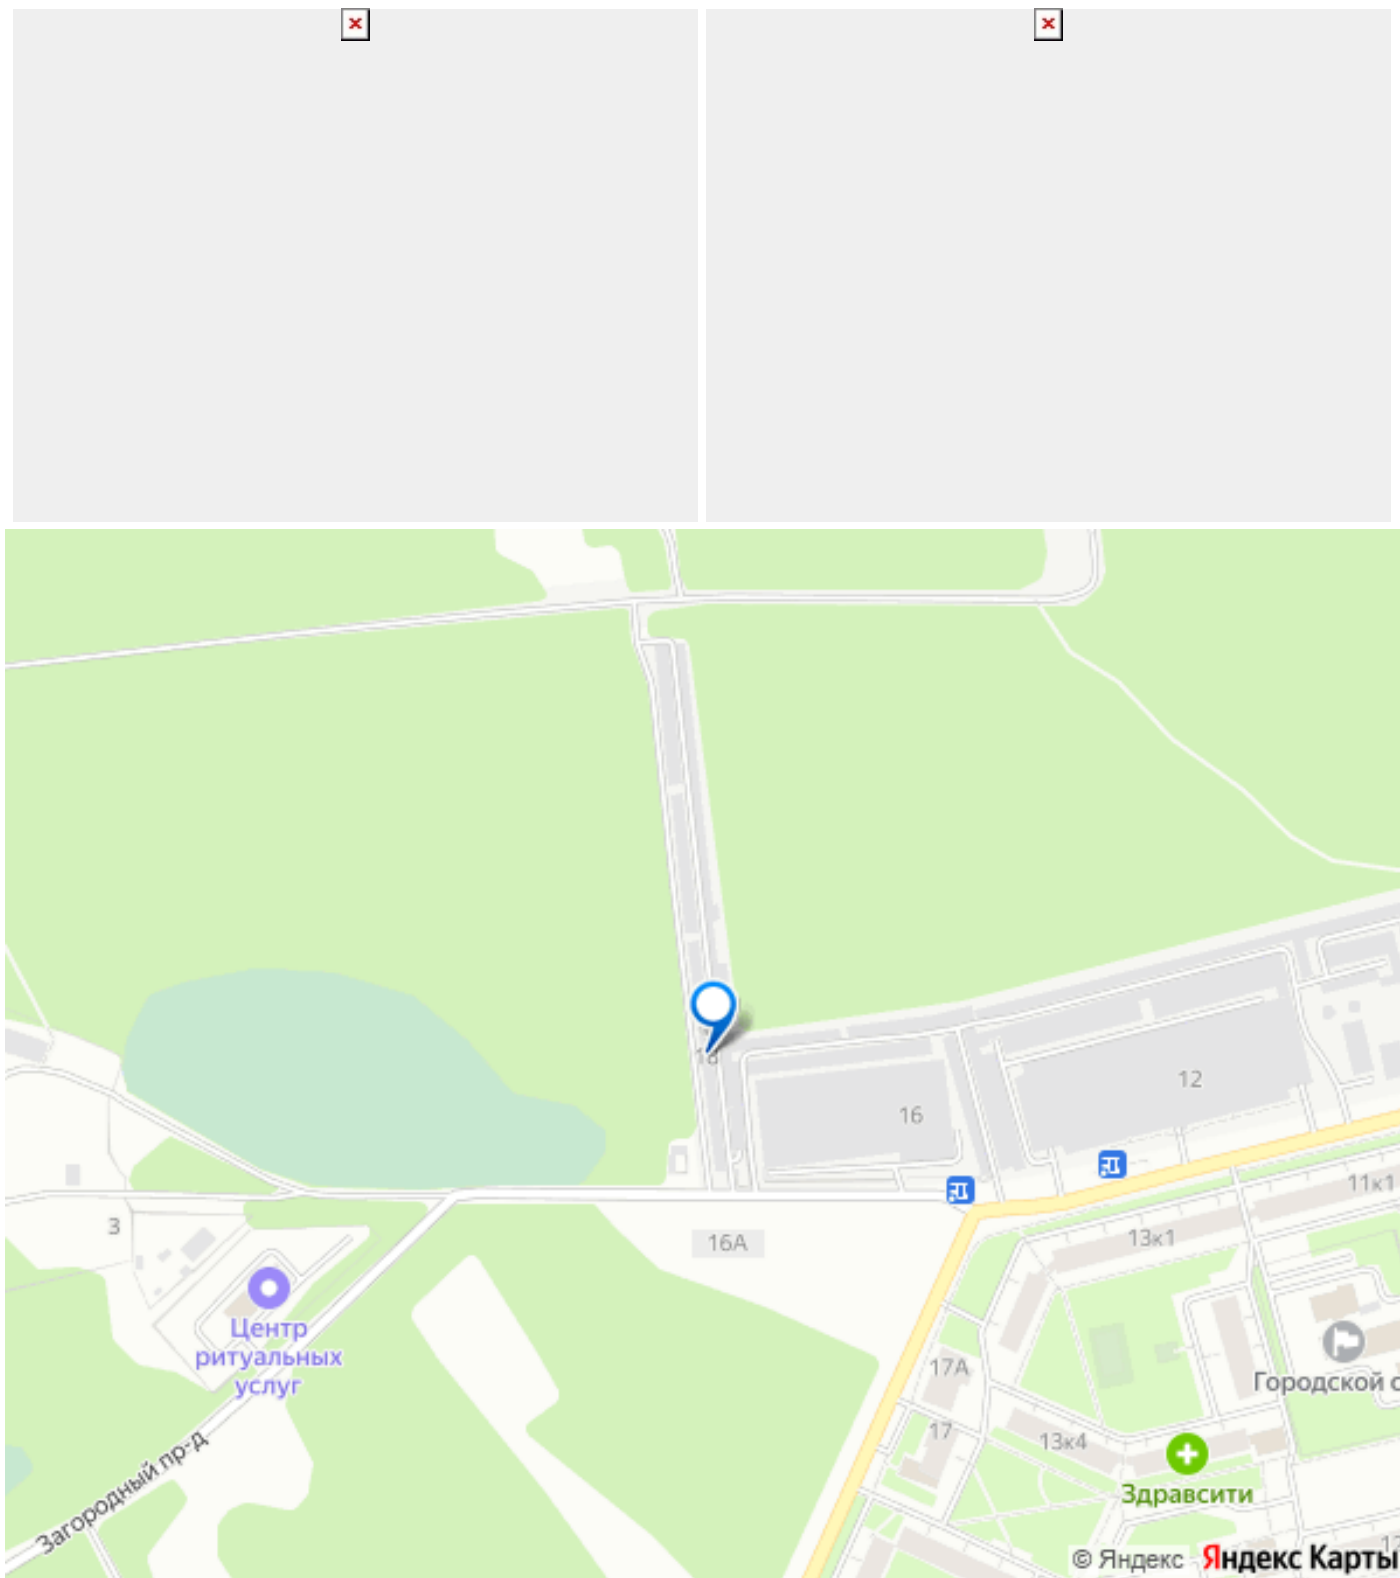 18
12
16
11к1
3
16А
13к1
Центр
ритуальных
услуг
17А
Городской с
17
13к4
Здравсити
Загородный пр-д
© Яндекс Яндекс Карты